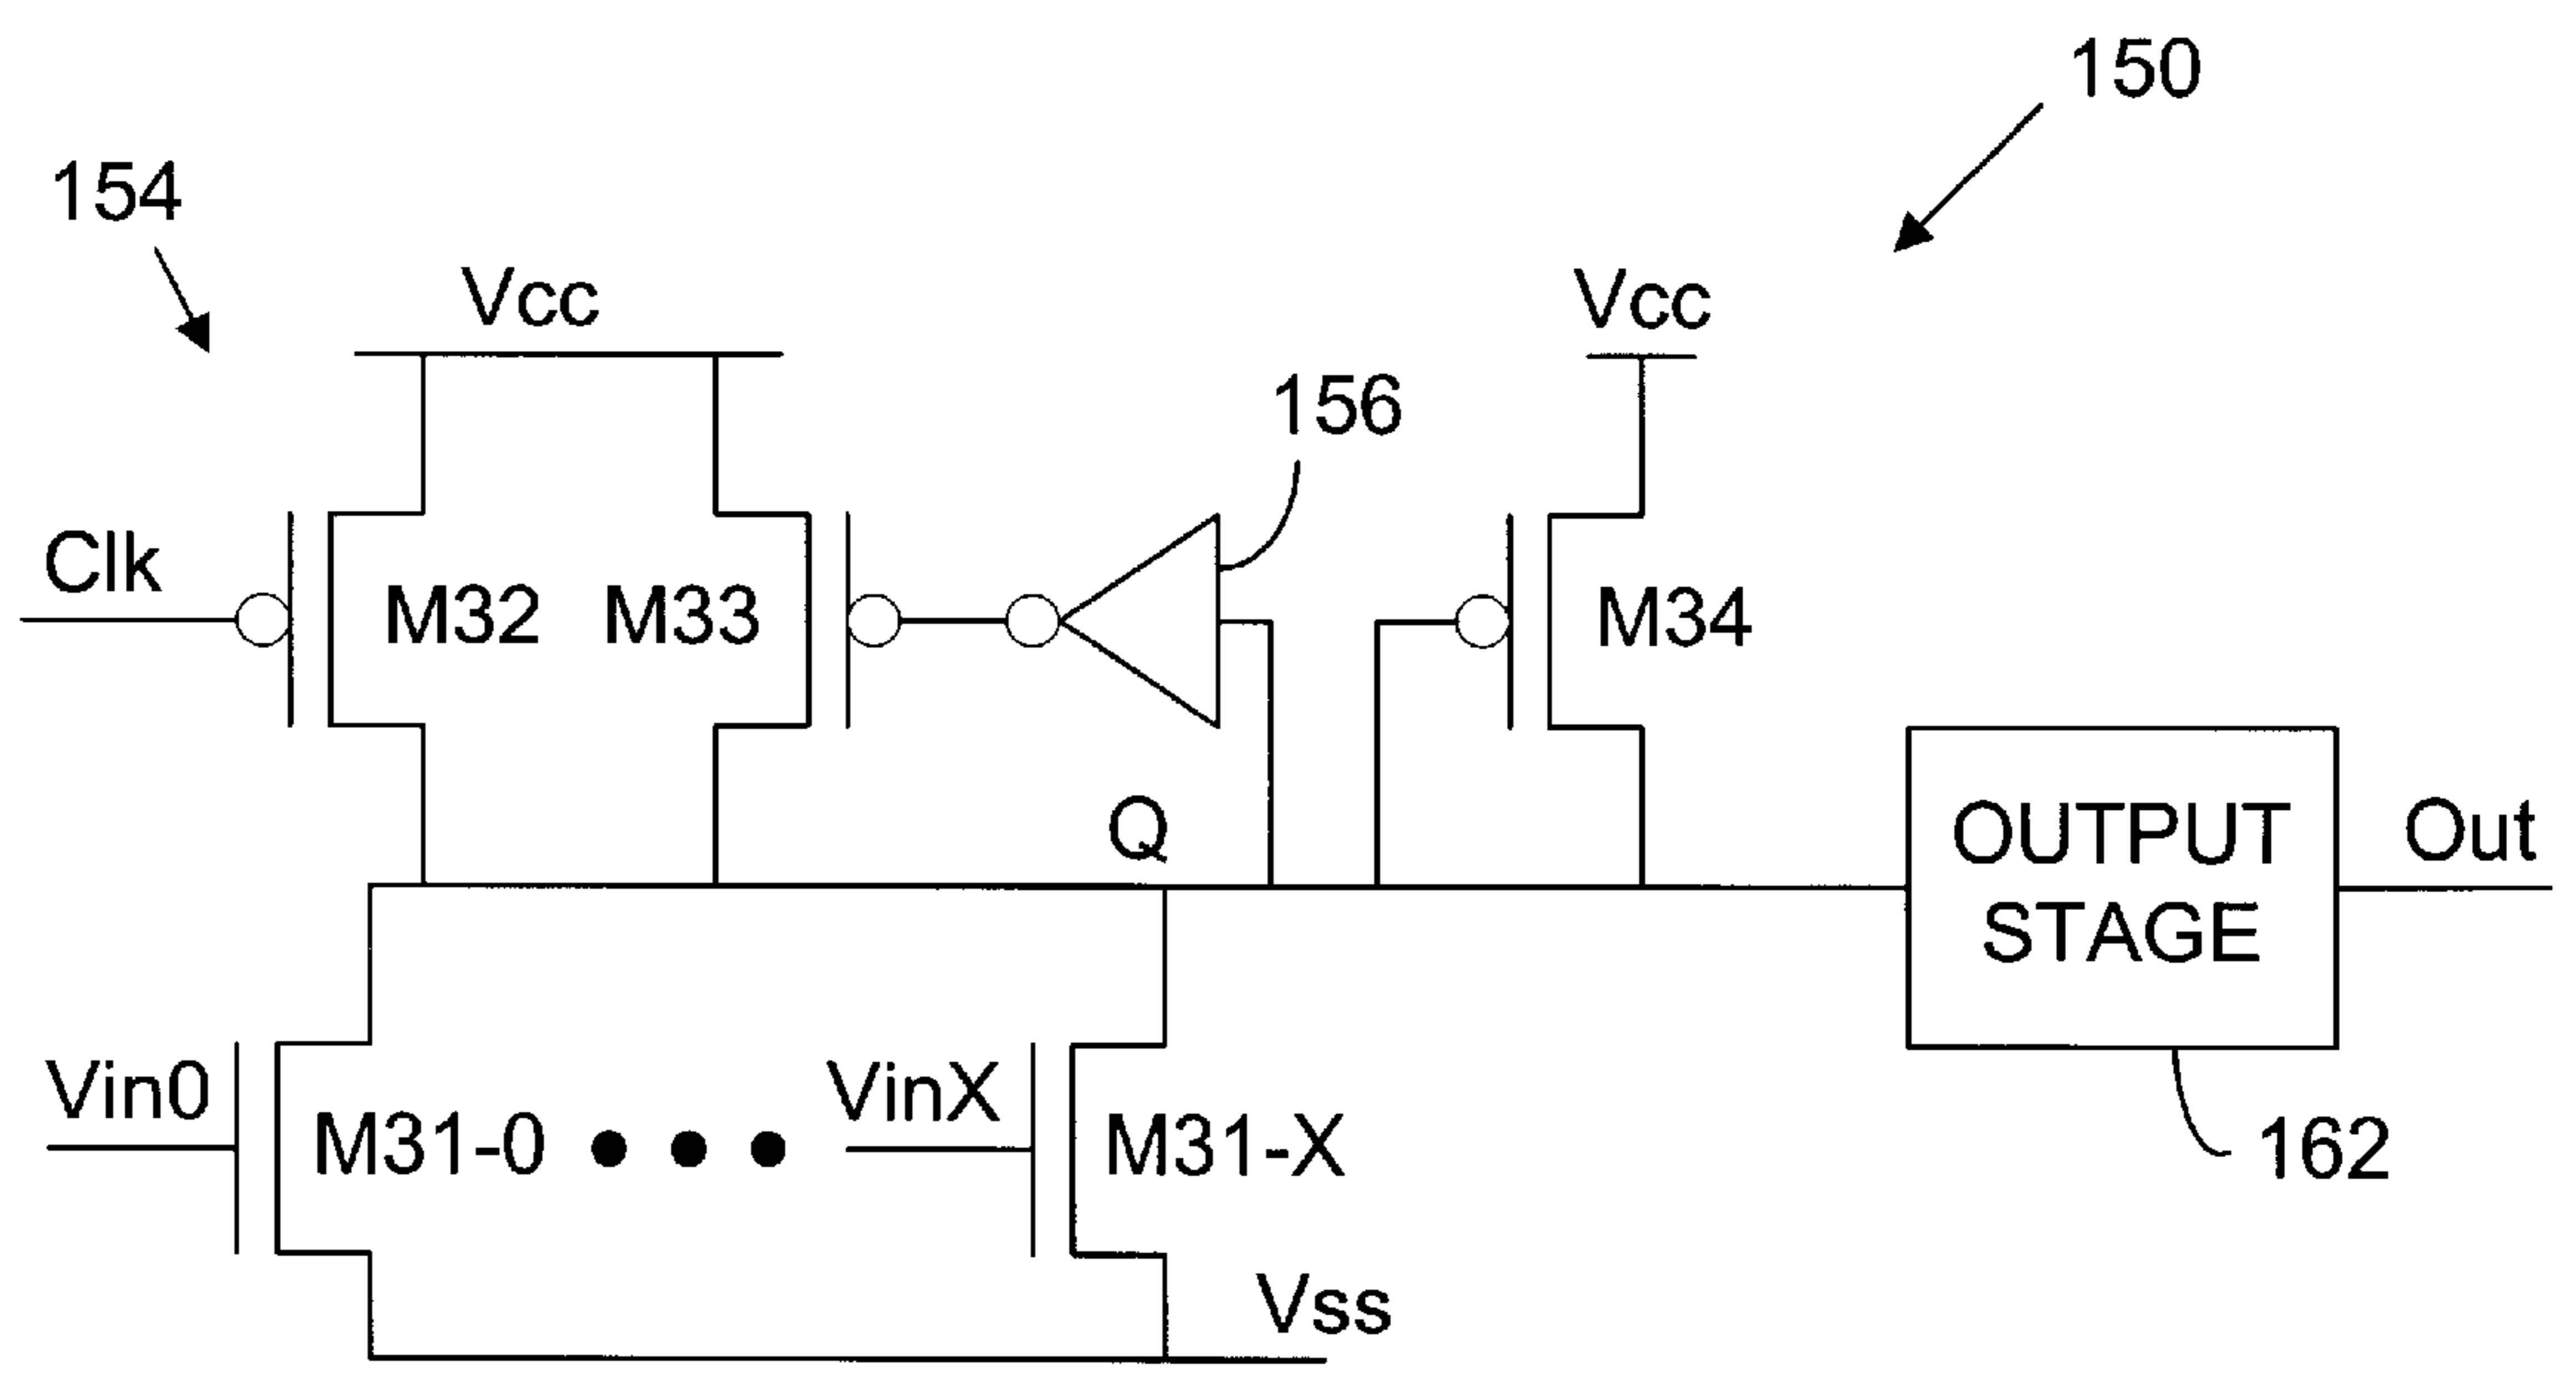 150
154
Vcc
Vcc
156
Clk
M32
M33
M34
Q
OUTPUT
STAGE
Out
Vin0
M31-0
VinX
M31-X
162
Vss